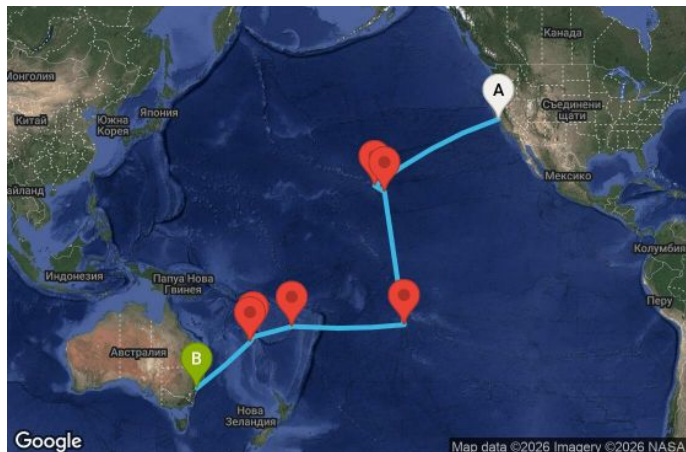 Канада
Монголия
A
Съединени
щати
Япония
Китай
Южна
Корея
Мексико
айланд
Колумбия
Индонезия
Папуа Нова
Гвинея
Перу
Австралия
B
Нова
Зеландия
Google
Map data ©2026 Imagery ©2026 NASA